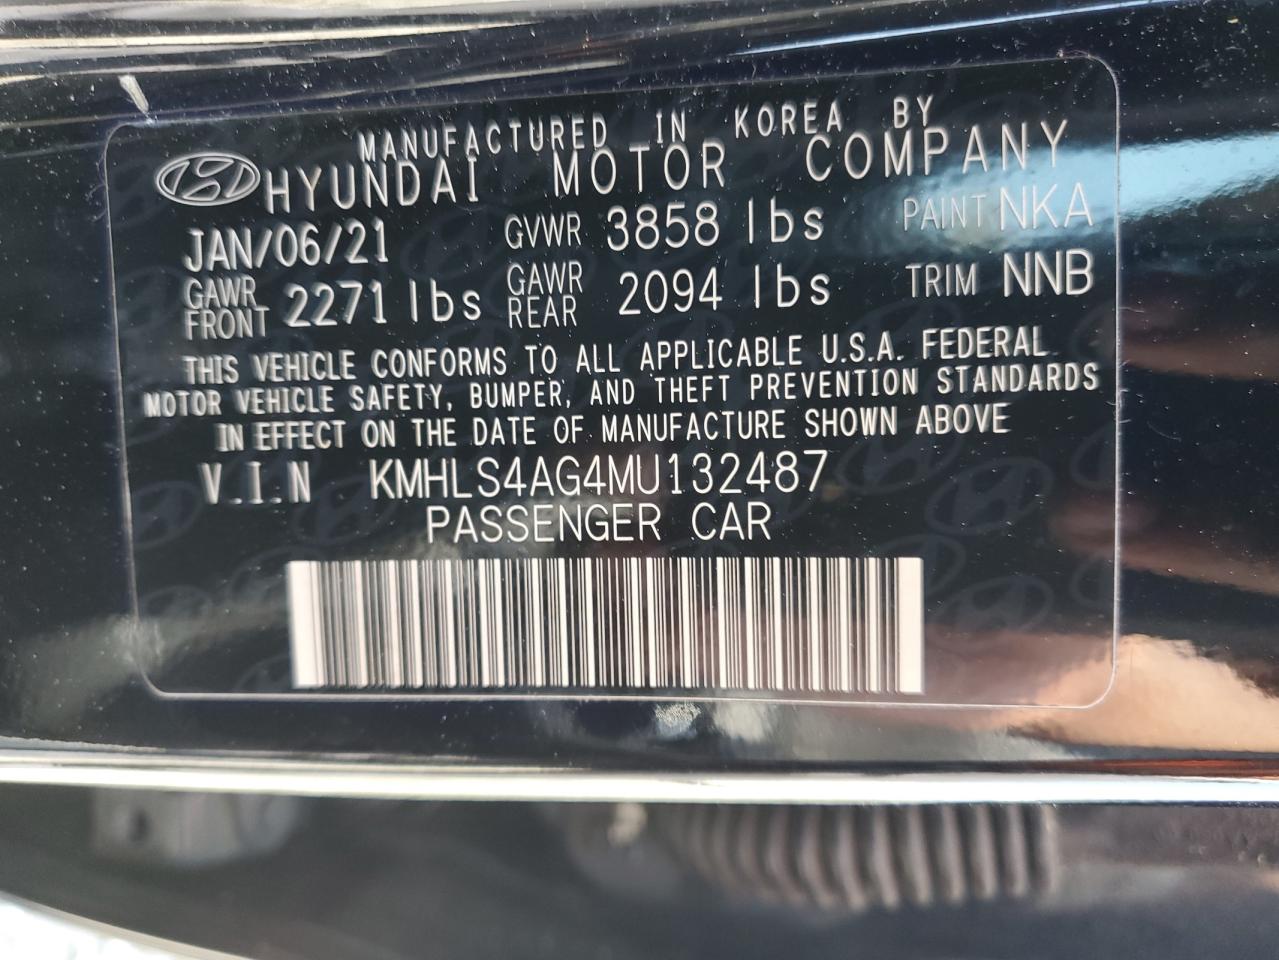 MANUFACTURED IN KOREA BY
HYUNDAI MOTOR COMPANY
JAN/06/21 GVWR 3858 lbs PAINT NKA
GAWR FRONT 2271 lbs GAWR REAR 2094 lbs TRIM NNB
THIS VEHICLE CONFORMS TO ALL APPLICABLE U.S.A. FEDERAL
MOTOR VEHICLE SAFETY, BUMPER, AND THEFT PREVENTION STANDARDS
IN EFFECT ON THE DATE OF MANUFACTURE SHOWN ABOVE
V.I.N KMHLS4AG4MU132487
PASSENGER CAR